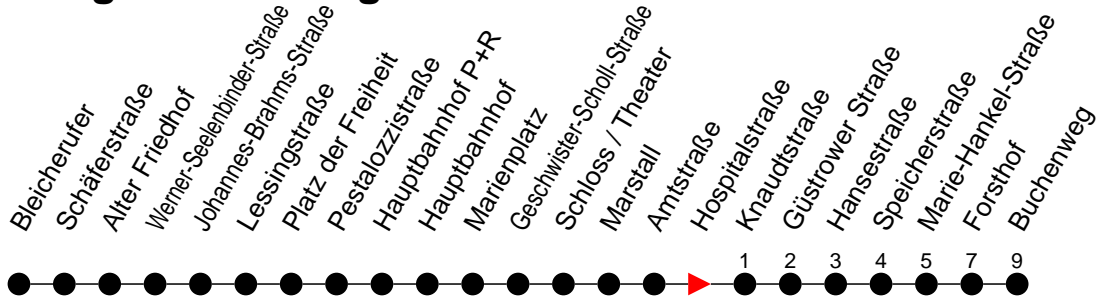 Bleicherufer
Schäferstraße
Alter Friedhof
Werner-Seelenbinder-Straße
Johannes-Brahms-Straße
Lessingstraße
Platz der Freiheit
Pestalozzistraße
Hauptbahnhof P+R
Hauptbahnhof
Marienplatz
Geschwister-Scholl-Straße
Schloss / Theater
Marstall
Amtstraße
Hospitalstraße
Knaudtstraße
Güstrower Straße
Hansestraße
Speicherstraße
Marie-Hankel-Straße
Forsthof
Buchenweg
1 2 3 4 5 7 9